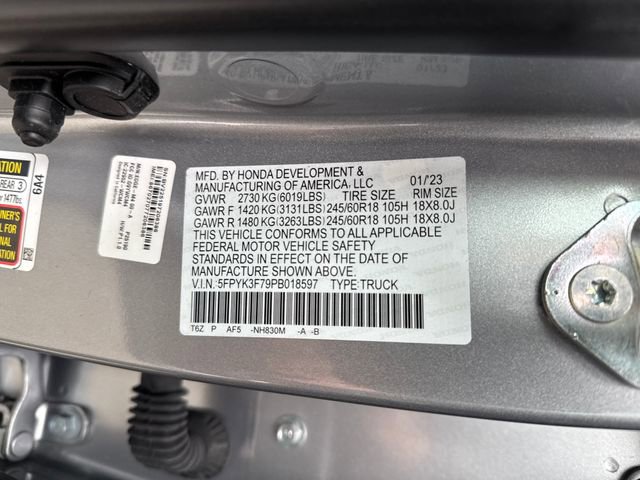 MFD. BY HONDA DEVELOPMENT &
MANUFACTURING OF AMERICA, LLC 01/23
GVWR 2730 KG(6019LBS) TIRE SIZE RIM SIZE
GAWR F 1420 KG(3131LBS) 245/60R18 105H 18X8.0J
GAWR R 1480 KG(3263LBS) 245/60R18 105H 18X8.0J
THIS VEHICLE CONFORMS TO ALL APPLICABLE
FEDERAL MOTOR VEHICLE SAFETY
STANDARDS IN EFFECT ON THE DATE OF
MANUFACTURE SHOWN ABOVE.
V.I.N.: 5FPYK3F79PB018597 TYPE:TRUCK
T6Z P AF5 -NH830M -A -B
6A4
REAR 3